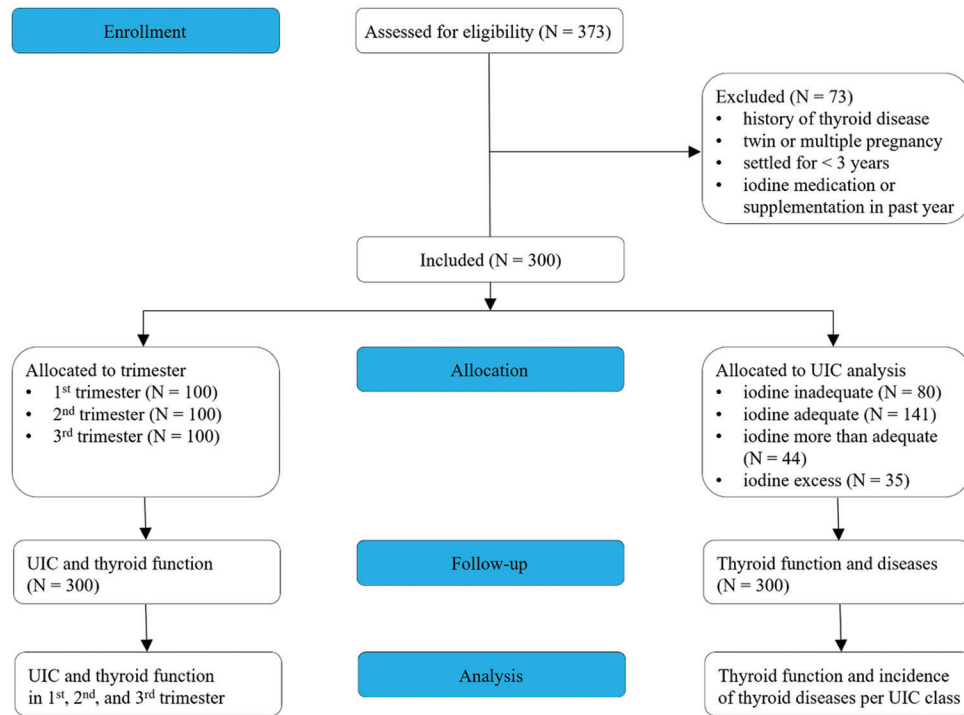 Enrollment
Assessed for eligibility (N = 373)
Excluded (N = 73)
• history of thyroid disease
• twin or multiple pregnancy
• settled for < 3 years
• iodine medication or
supplementation in past year
Included (N = 300)
Allocated to trimester
• 1st trimester (N = 100)
• 2nd trimester (N = 100)
• 3rd trimester (N = 100)
Allocation
Allocated to UIC analysis
• iodine inadequate (N = 80)
• iodine adequate (N = 141)
• iodine more than adequate
(N = 44)
• iodine excess (N = 35)
UIC and thyroid function
(N = 300)
Follow-up
Thyroid function and diseases
(N = 300)
UIC and thyroid function
in 1st, 2nd, and 3rd trimester
Analysis
Thyroid function and incidence
of thyroid diseases per UIC class